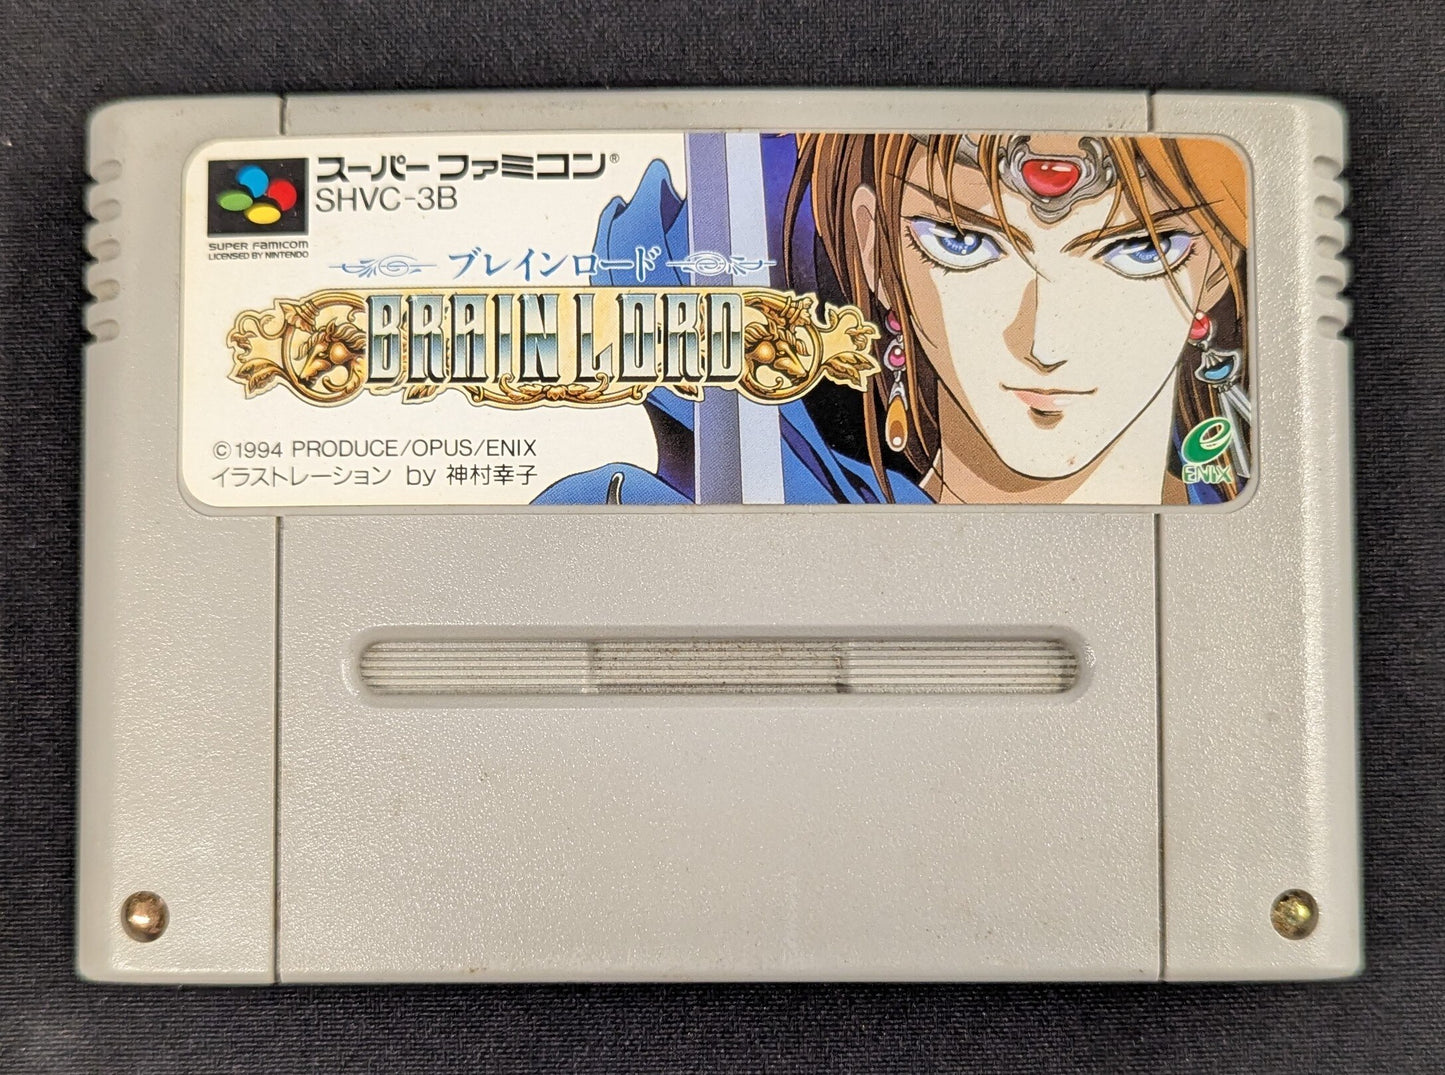 スーパーファミコン®
SHVC-3B
SUPER FAMICOM
LICENSED BY NINTENDO
ブレインロード
BRAIN LORD
©1994 PRODUCE/OPUS/ENIX
イラストレーション by 神村幸子
e
ENIX